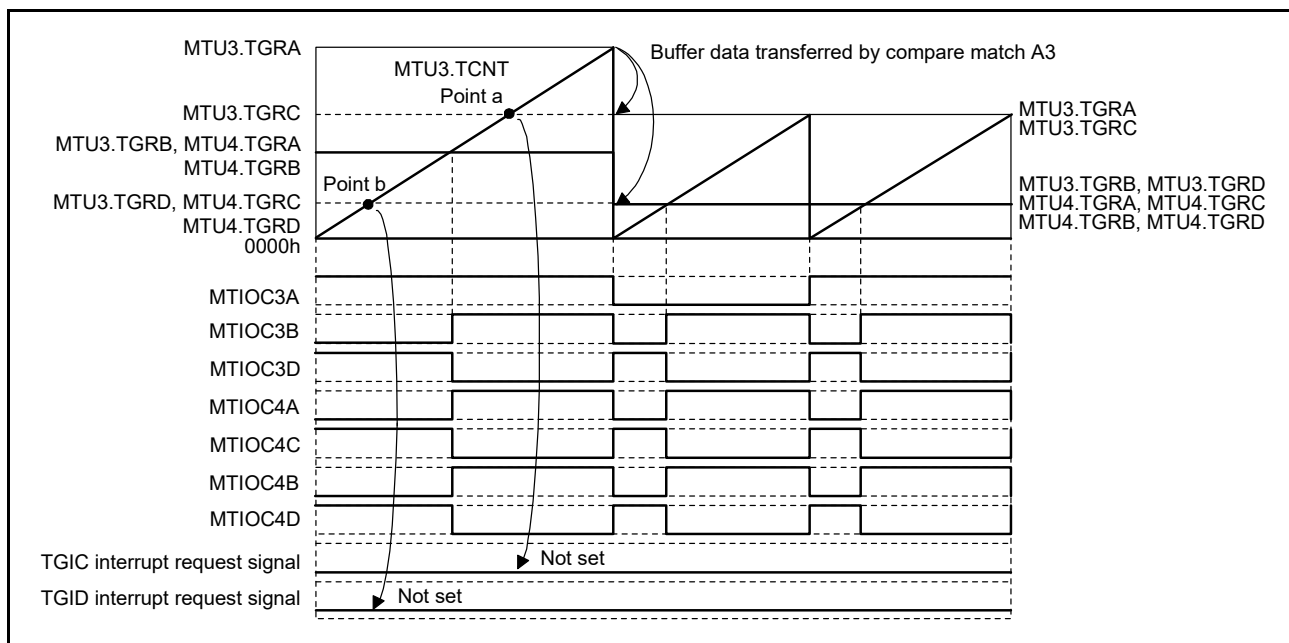 MTU3.TGRA
Buffer data transferred by compare match A3
MTU3.TCNT
Point a
MTU3.TGRC
MTU3.TGRA
MTU3.TGRC
MTU3.TGRB, MTU4.TGRA
MTU4.TGRB
Point b
MTU3.TGRD, MTU4.TGRC
MTU4.TGRD
0000h
MTU3.TGRB, MTU3.TGRD
MTU4.TGRA, MTU4.TGRC
MTU4.TGRB, MTU4.TGRD
MTIOC3A
MTIOC3B
MTIOC3D
MTIOC4A
MTIOC4C
MTIOC4B
MTIOC4D
TGIC interrupt request signal
Not set
TGID interrupt request signal
Not set